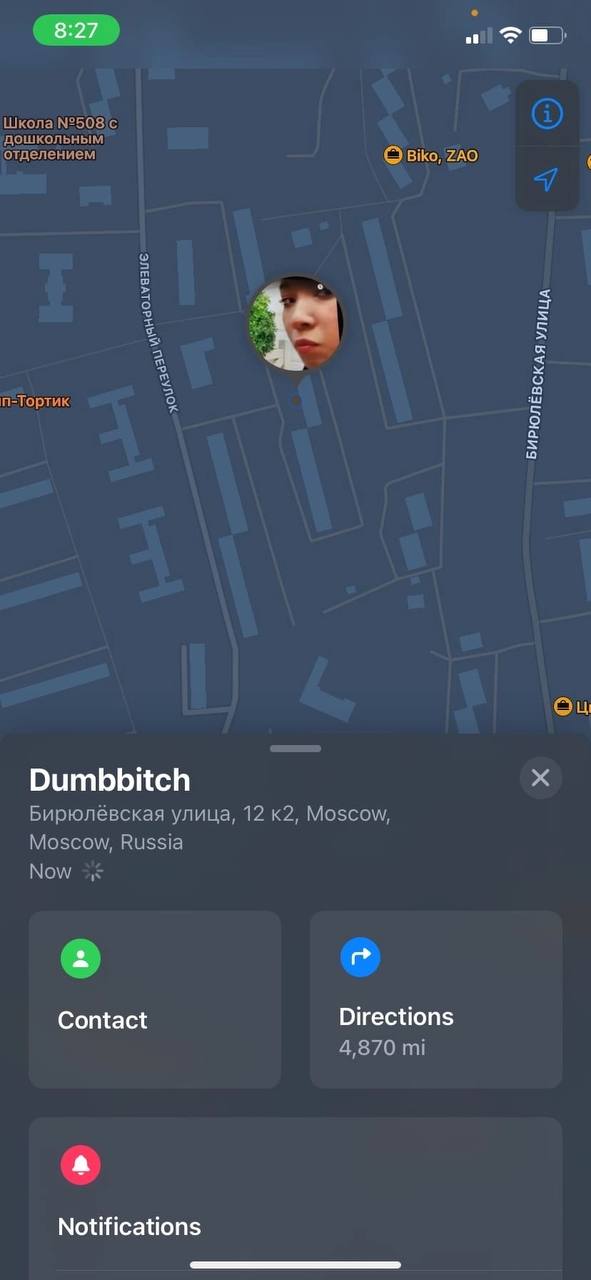 8:27
Школа №508 с
дошкольным
отделением
Biko, ZAO
ЭЛЕВАТОРНЫЙ ПЕРЕУЛОК
БИРЮЛЁВСКАЯ УЛИЦА
п-Тортик
Dumbbitch
Бирюлёвская улица, 12 к2, Moscow,
Moscow, Russia
Now
Contact
Directions
4,870 mi
Notifications